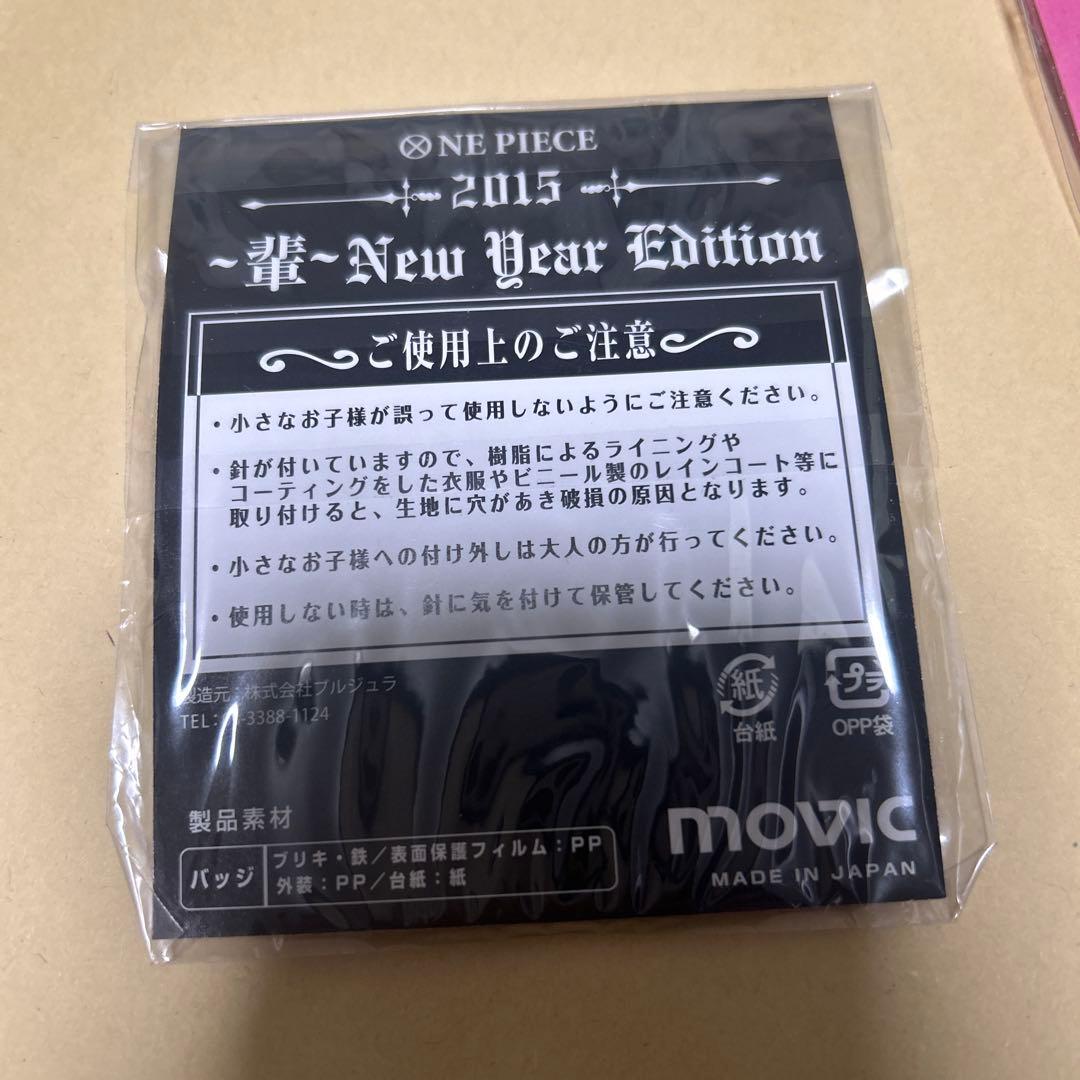 ONE PIECE
2015
~輩~New Year Edition
ご使用上のご注意
・小さなお子様が誤って使用しないようにご注意ください。
・針が付いていますので、樹脂によるライニングや
コーティングをした衣服やビニール製のレインコート等に
取り付けると、生地に穴があき破損の原因となります。
・小さなお子様への付け外しは大人の方が行ってください。
・使用しない時は、針に気を付けて保管してください。
製造元:株式会社ブルジュラ
TEL: -3388-1124
紙
台紙
プラ
OPP袋
製品素材
バッジ
ブリキ・鉄/表面保護フィルム:PP
外装:PP/台紙:紙
movic
MADE IN JAPAN